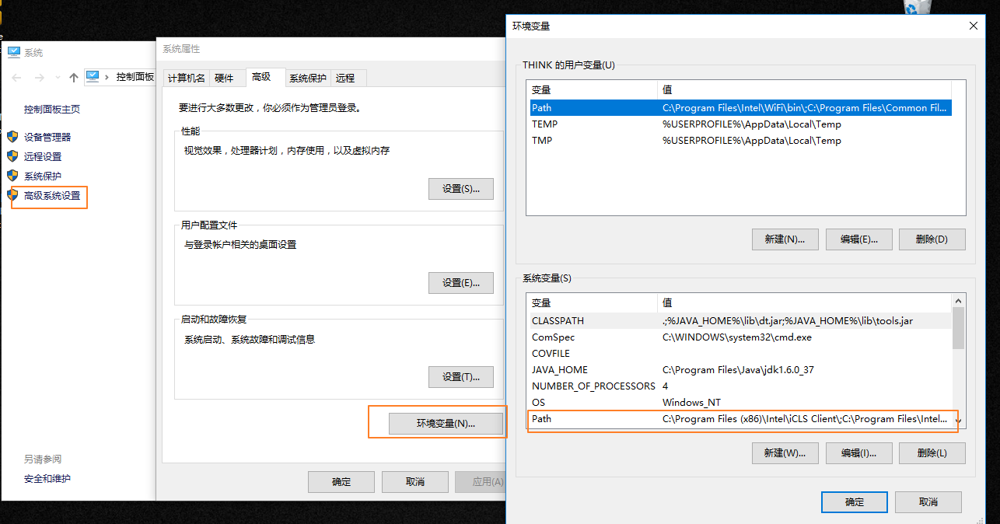 系统
控制面板
控制面板主页
设备管理器
远程设置
系统保护
高级系统设置
另请参阅
安全和维护
系统属性
计算机名 硬件 高级 系统保护 远程
要进行大多数更改，你必须作为管理员登录。
性能
视觉效果，处理器计划，内存使用，以及虚拟内存
设置(S)...
用户配置文件
与登录帐户相关的桌面设置
设置(E)...
启动和故障恢复
系统启动、系统故障和调试信息
设置(T)...
环境变量(N)...
确定 取消 应用(A)
环境变量
THINK 的用户变量(U)
变量 值
Path C:\Program Files\Intel\WiFi\bin\;C:\Program Files\Common Fil...
TEMP %USERPROFILE%\AppData\Local\Temp
TMP %USERPROFILE%\AppData\Local\Temp
新建(N)... 编辑(E)... 删除(D)
系统变量(S)
变量 值
CLASSPATH .;%JAVA_HOME%\lib\dt.jar;%JAVA_HOME%\lib\tools.jar
ComSpec C:\WINDOWS\system32\cmd.exe
COVFILE
JAVA_HOME C:\Program Files\Java\jdk1.6.0_37
NUMBER_OF_PROCESSORS 4
OS Windows_NT
Path C:\Program Files (x86)\Intel\iCLS Client\;C:\Program Files\Intel...
新建(W)... 编辑(I)... 删除(L)
确定 取消